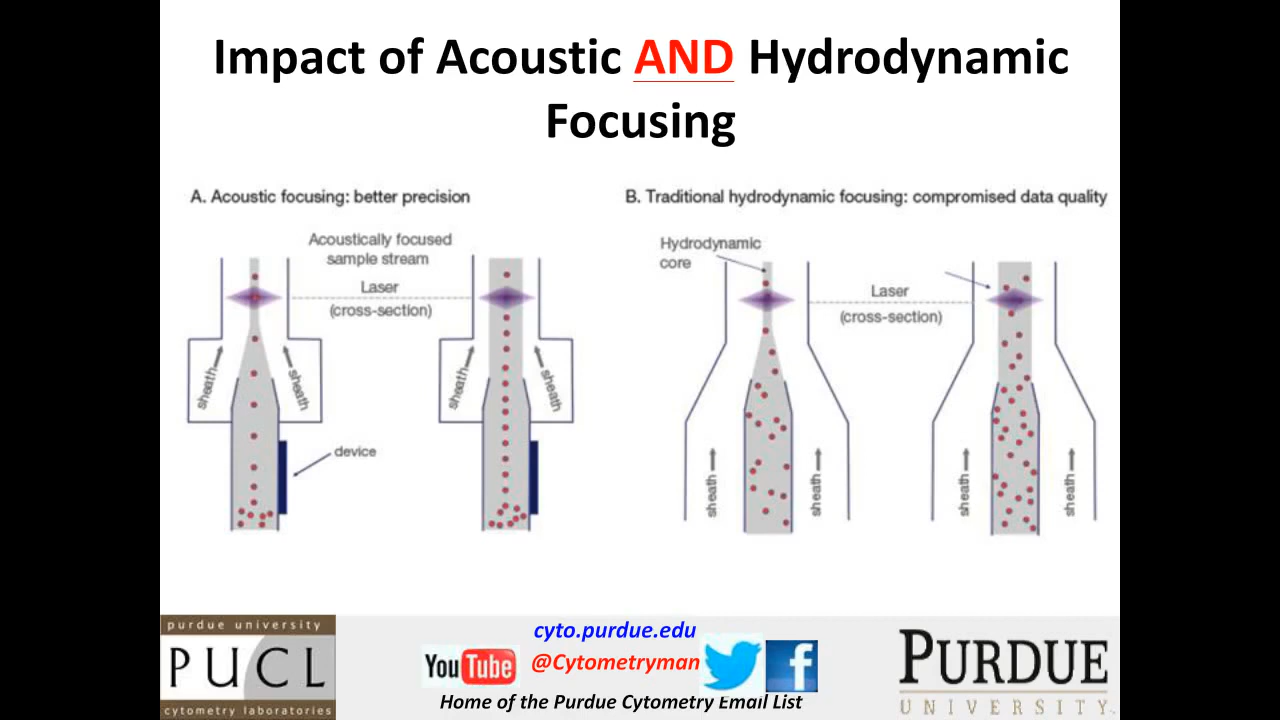 Impact of Acoustic AND Hydrodynamic
Focusing
A. Acoustic focusing: better precision
Acoustically focused
sample stream
Laser
(cross-section)
sheath
sheath
sheath
sheath
device
B. Traditional hydrodynamic focusing: compromised data quality
Hydrodynamic
core
Laser
(cross-section)
sheath
sheath
sheath
sheath
purdue university
PUCL
cytometry laboratories
cyto.purdue.edu
YouTube
@Cytometryman
f
Home of the Purdue Cytometry Email List
PURDUE
UNIVERSITY